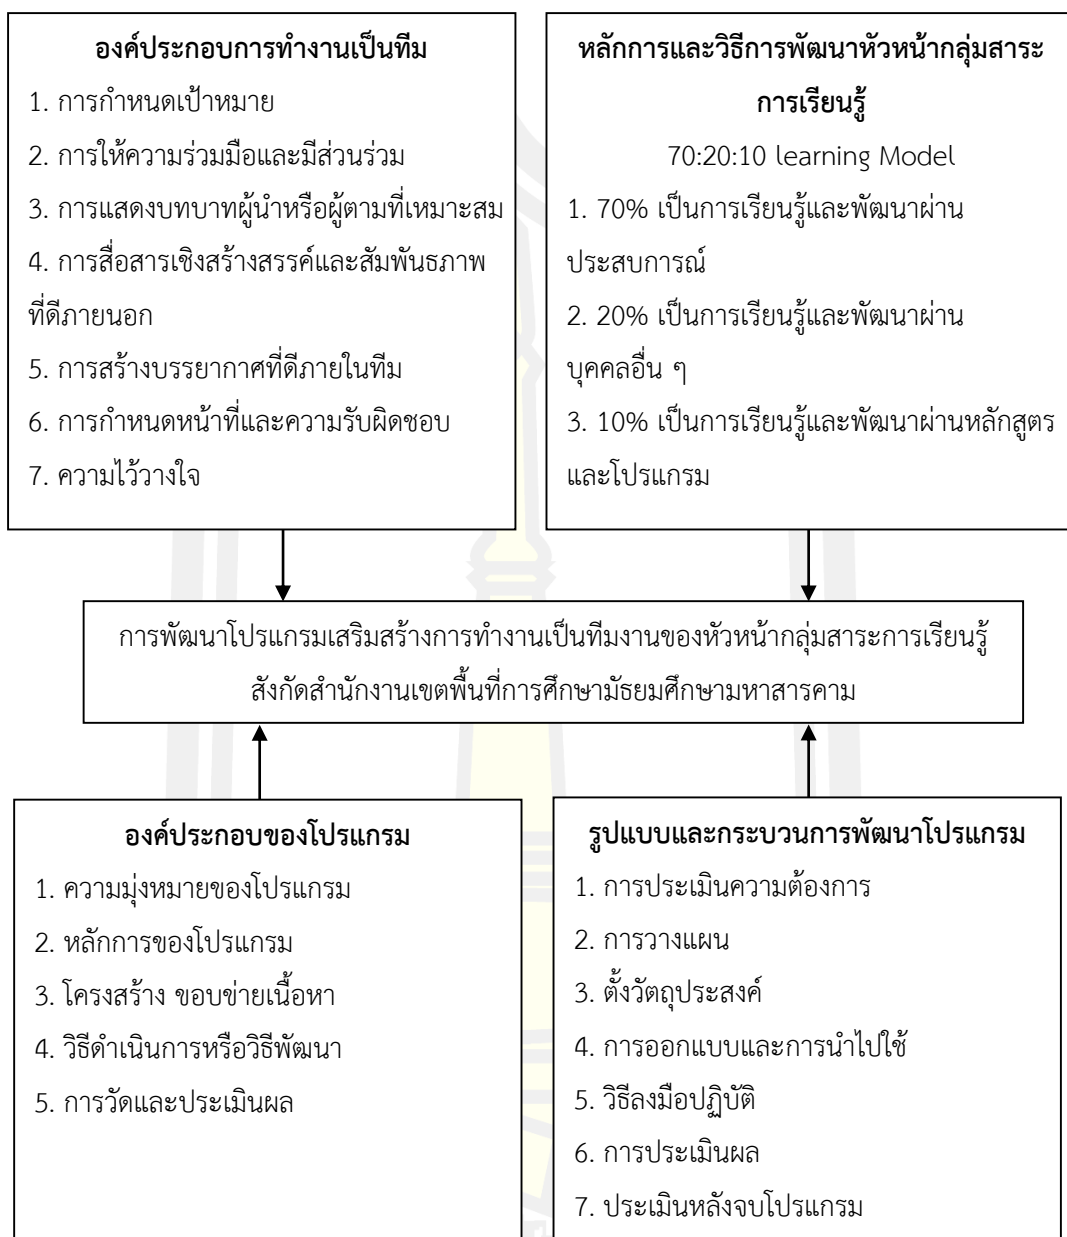 องค์ประกอบการทำงานเป็นทีม
1. การกำหนดเป้าหมาย
2. การให้ความร่วมมือและมีส่วนร่วม
3. การแสดงบทบาทผู้นำหรือผู้ตามที่เหมาะสม
4. การสื่อสารเชิงสร้างสรรค์และสัมพันธภาพ
ที่ดีภายนอก
5. การสร้างบรรยากาศที่ดีภายในทีม
6. การกำหนดหน้าที่และความรับผิดชอบ
7. ความไว้วางใจ
หลักการและวิธีการพัฒนาหัวหน้ากลุ่มสาระ
การเรียนรู้
70:20:10 learning Model
1. 70% เป็นการเรียนรู้และพัฒนาผ่าน
ประสบการณ์
2. 20% เป็นการเรียนรู้และพัฒนาผ่าน
บุคคลอื่น ๆ
3. 10% เป็นการเรียนรู้และพัฒนาผ่านหลักสูตร
และโปรแกรม
การพัฒนาโปรแกรมเสริมสร้างการทำงานเป็นทีมงานของหัวหน้ากลุ่มสาระการเรียนรู้
สังกัดสำนักงานเขตพื้นที่การศึกษามัธยมศึกษามหาสารคาม
องค์ประกอบของโปรแกรม
1. ความมุ่งหมายของโปรแกรม
2. หลักการของโปรแกรม
3. โครงสร้าง ขอบข่ายเนื้อหา
4. วิธีดำเนินการหรือวิธีพัฒนา
5. การวัดและประเมินผล
รูปแบบและกระบวนการพัฒนาโปรแกรม
1. การประเมินความต้องการ
2. การวางแผน
3. ตั้งวัตถุประสงค์
4. การออกแบบและการนำไปใช้
5. วิธีลงมือปฏิบัติ
6. การประเมินผล
7. ประเมินหลังจบโปรแกรม